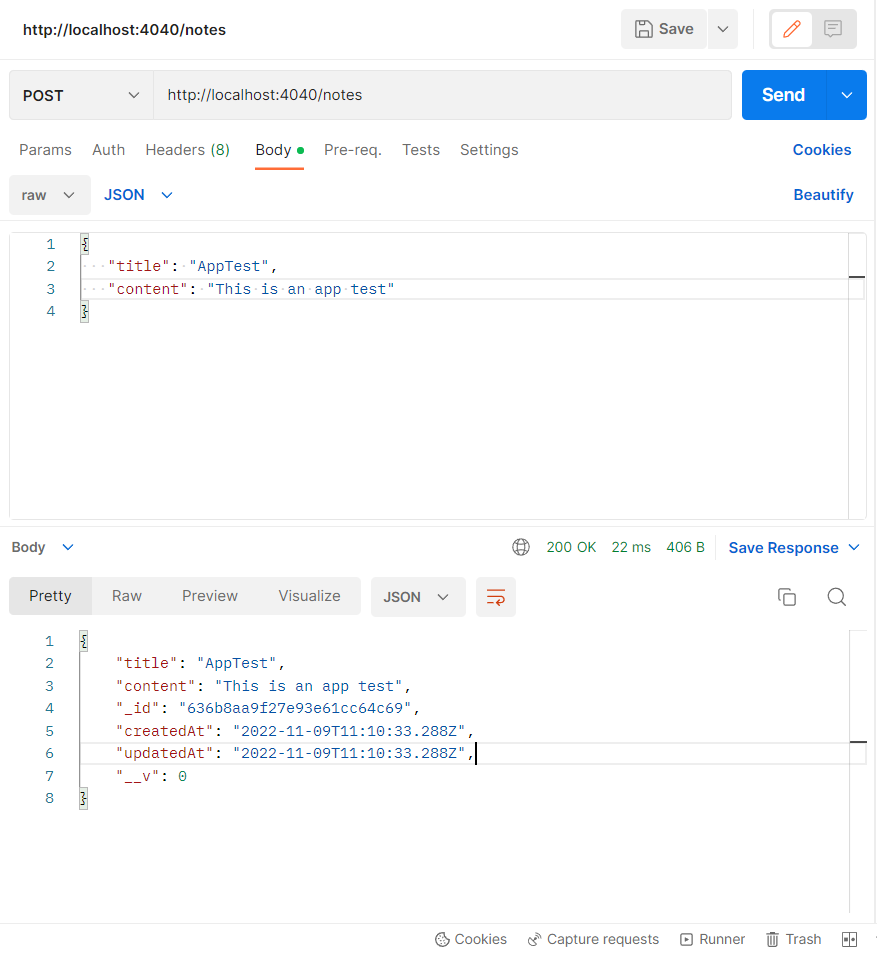 http://localhost:4040/notes Save
POST http://localhost:4040/notes Send
Params Auth Headers (8) Body Pre-req. Tests Settings Cookies
raw JSON Beautify
1 {
2 ···"title":·"AppTest",
3 ···"content":·"This·is·an·app·test"
4 }
Body 200 OK 22 ms 406 B Save Response
Pretty Raw Preview Visualize JSON
1 {
2 "title": "AppTest",
3 "content": "This is an app test",
4 "_id": "636b8aa9f27e93e61cc64c69",
5 "createdAt": "2022-11-09T11:10:33.288Z",
6 "updatedAt": "2022-11-09T11:10:33.288Z",
7 "__v": 0
8 }
Cookies Capture requests Runner Trash